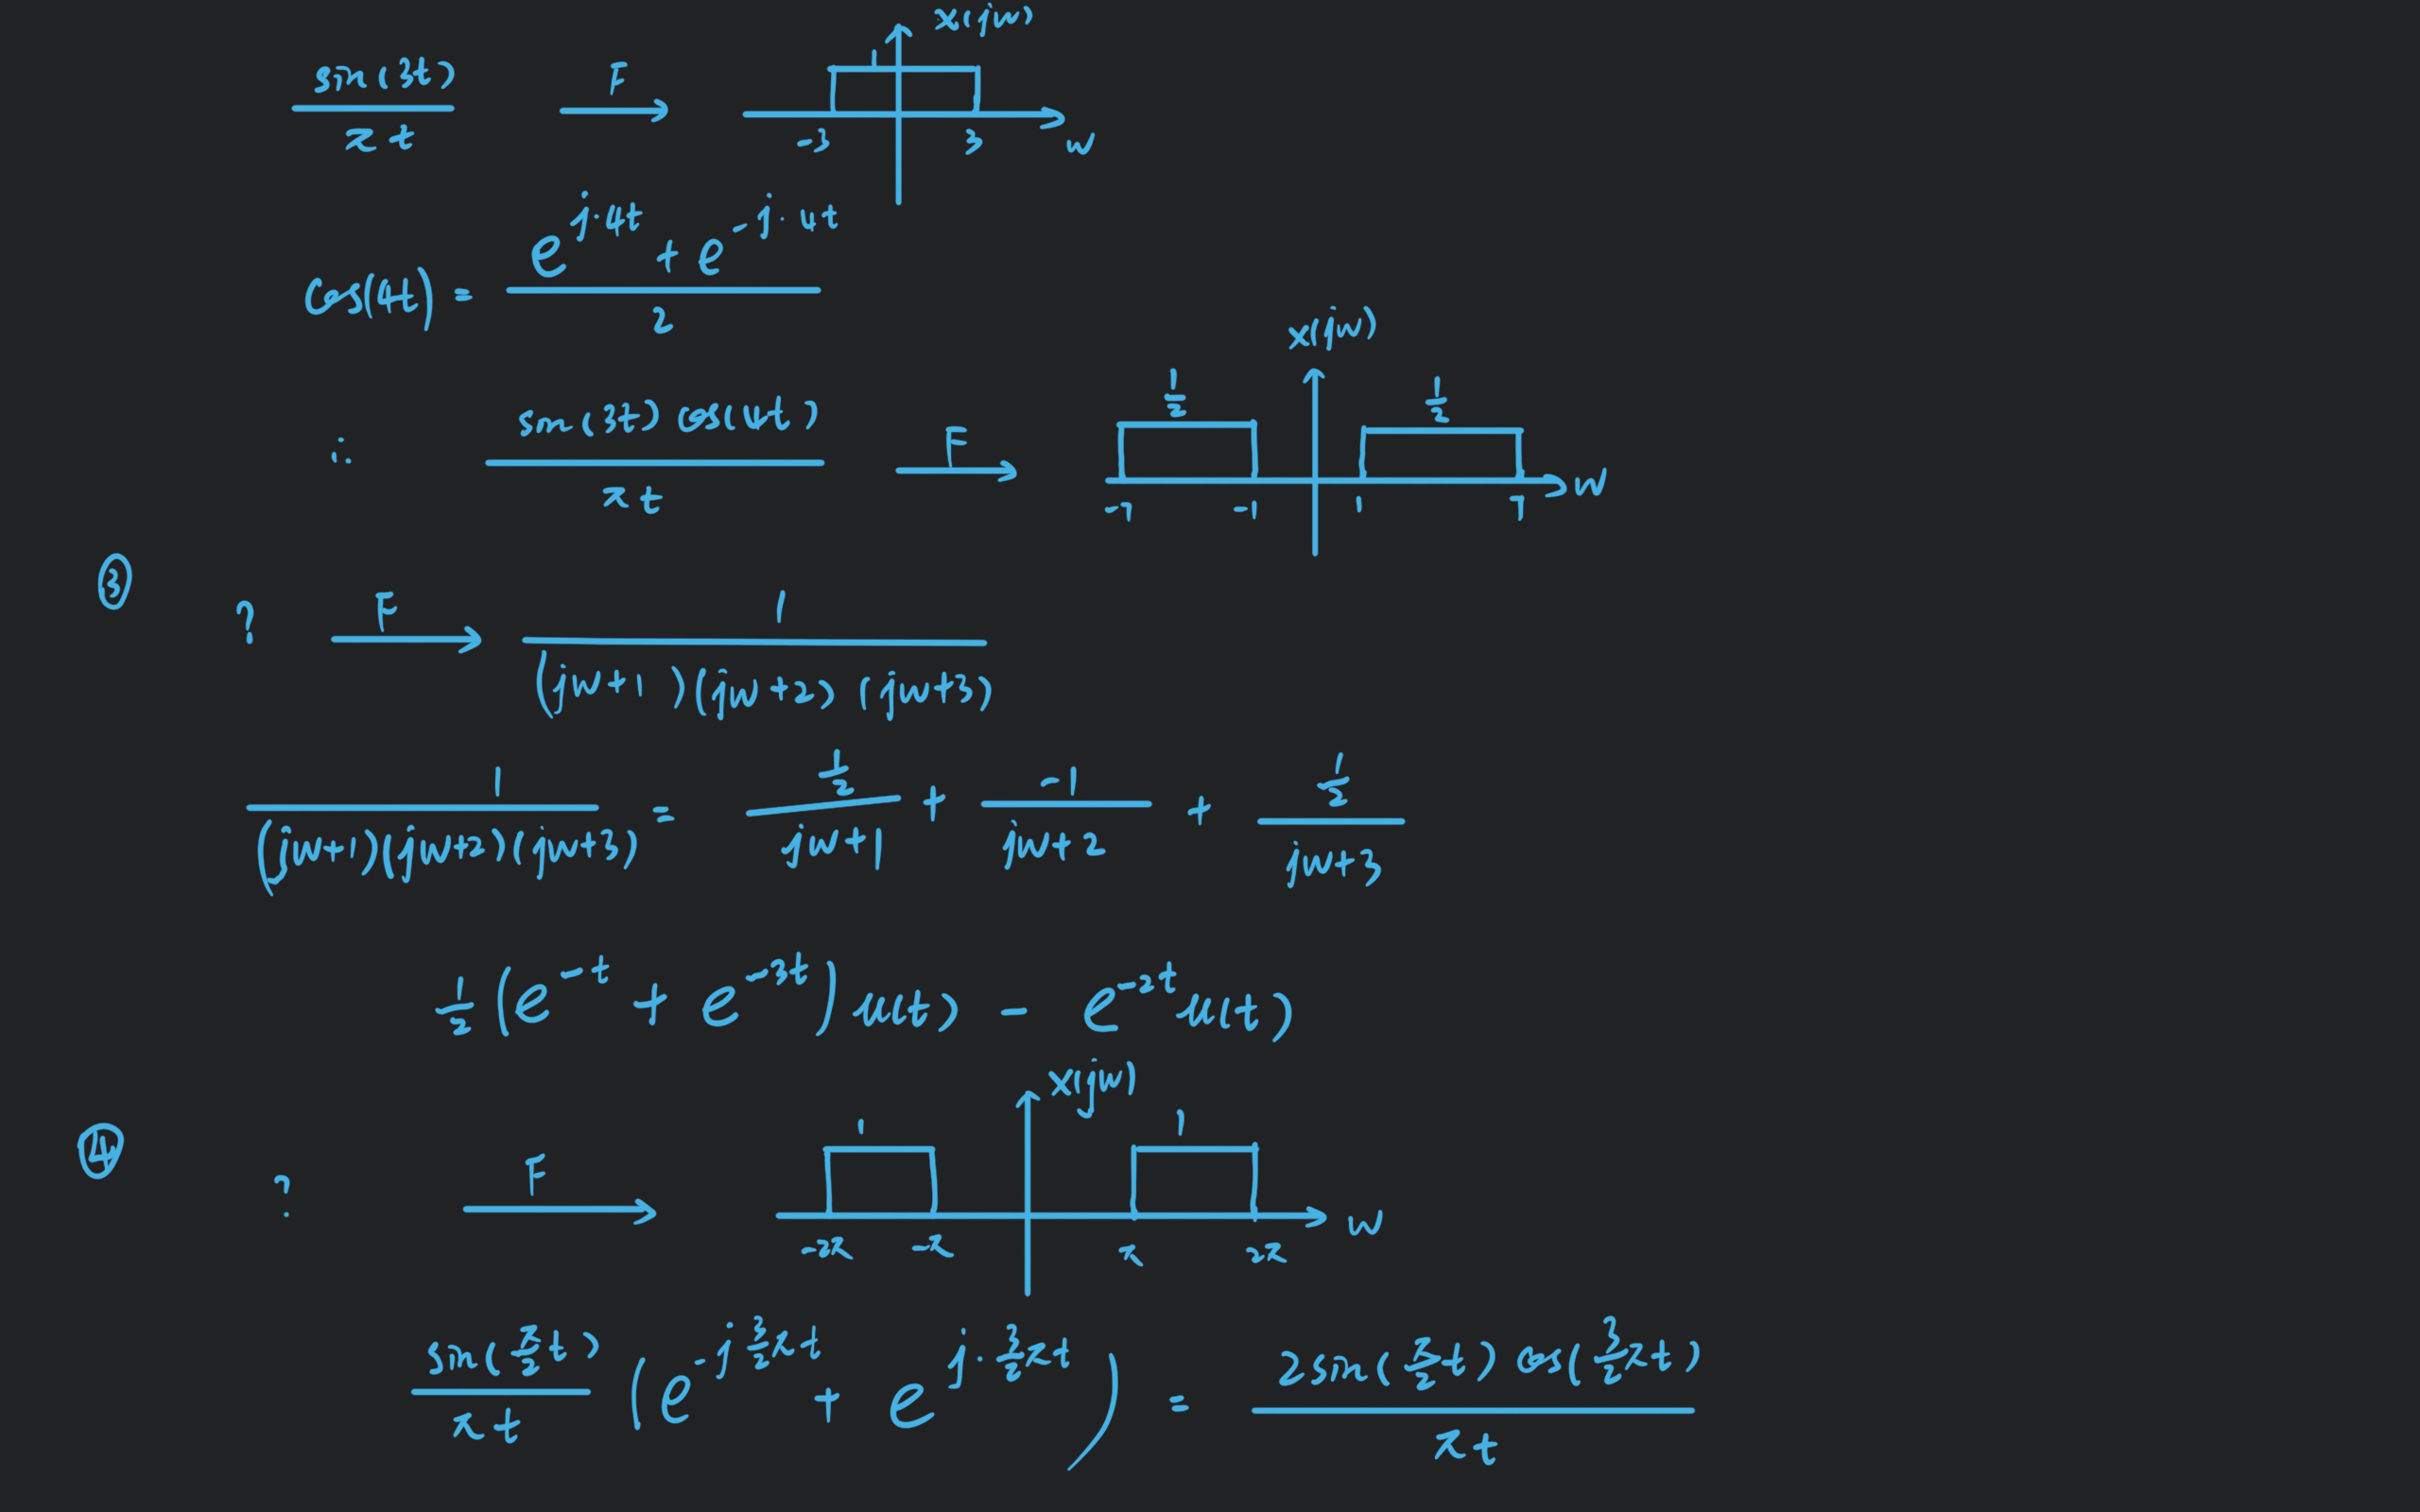 X(jw)
sin(3t) / πt F → 1 -3 3 w
cos(4t) = (e^{j·4t} + e^{-j·4t}) / 2
X(jw)
∴ sin(3t) cos(4t) / πt F → 1/2 1/2 -7 -1 1 7 w
③
? F → 1 / (jw+1)(jw+2)(jw+3)
1 / (jw+1)(jw+2)(jw+3) = 1/2 / jw+1 + -1 / jw+2 + 1/2 / jw+3
1/2 (e^{-t} + e^{-3t}) u(t) - e^{-2t} u(t)
X(jw)
④ ? F → 1 1 -2π -π π 2π w
sin(π/2 t) / πt (e^{-j 3/2 πt} + e^{j· 3/2 πt}) = 2 sin(π/2 t) cos(3/2 πt) / πt